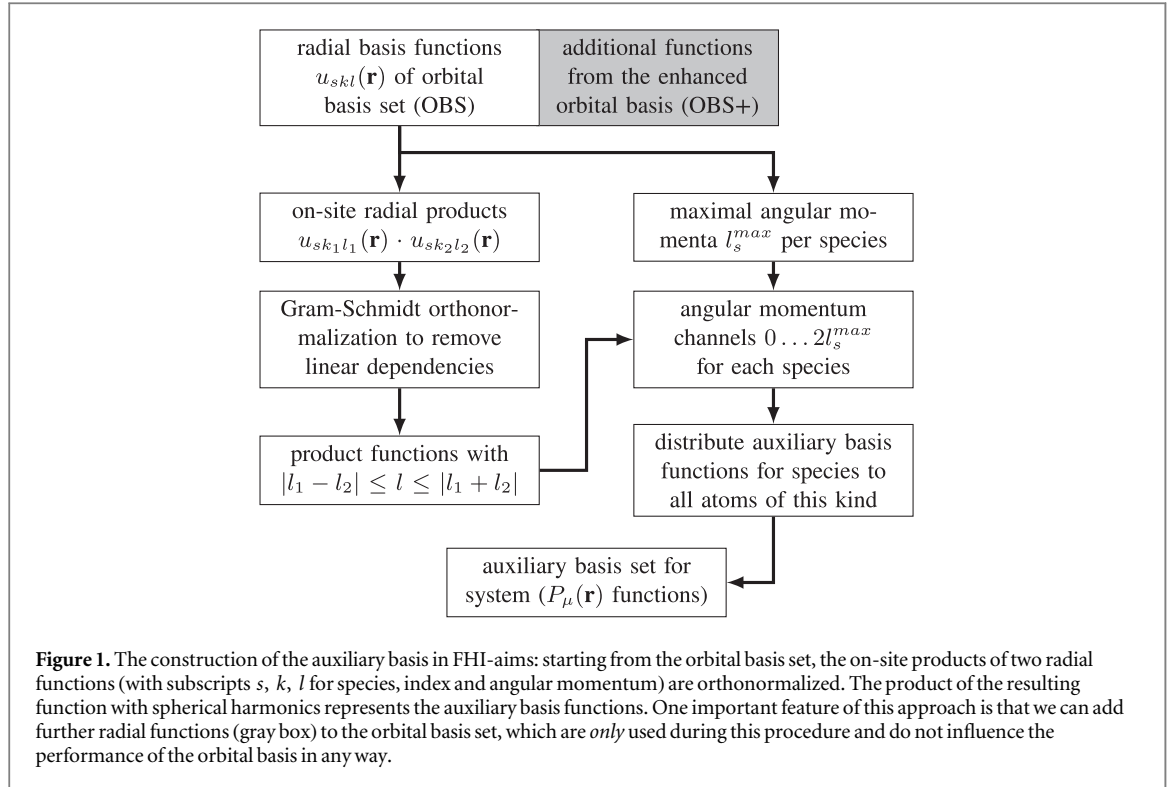 radial basis functions
u_{skl}(r) of orbital
basis set (OBS)
additional functions
from the enhanced
orbital basis (OBS+)
on-site radial products
u_{sk_1l_1}(r) · u_{sk_2l_2}(r)
maximal angular mo-
menta l_s^{max} per species
Gram-Schmidt orthonor-
malization to remove
linear dependencies
angular momentum
channels 0 … 2l_s^{max}
for each species
product functions with
|l_1 − l_2| ≤ l ≤ |l_1 + l_2|
distribute auxiliary basis
functions for species to
all atoms of this kind
auxiliary basis set for
system (P_μ(r) functions)
Figure 1. The construction of the auxiliary basis in FHI-aims: starting from the orbital basis set, the on-site products of two radial
functions (with subscripts s, k, l for species, index and angular momentum) are orthonormalized. The product of the resulting
function with spherical harmonics represents the auxiliary basis functions. One important feature of this approach is that we can add
further radial functions (gray box) to the orbital basis set, which are only used during this procedure and do not influence the
performance of the orbital basis in any way.